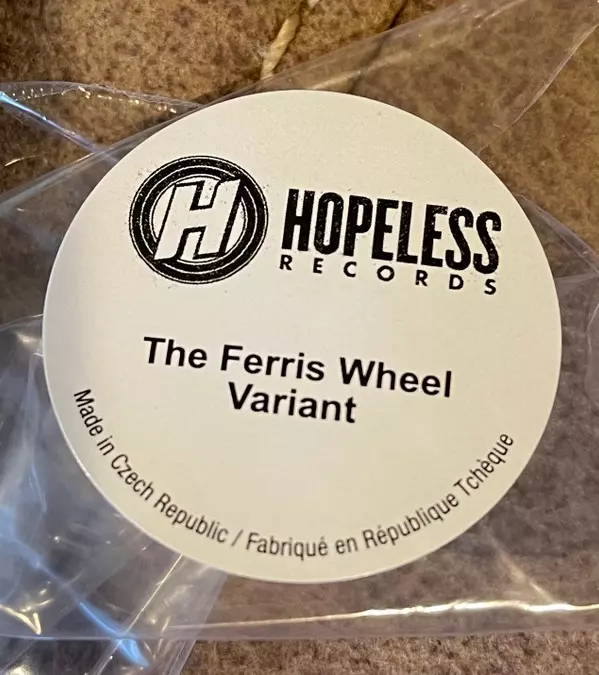 H
HOPELESS
RECORDS
The Ferris Wheel
Variant
Made in Czech Republic / Fabriqué en République Tchèque